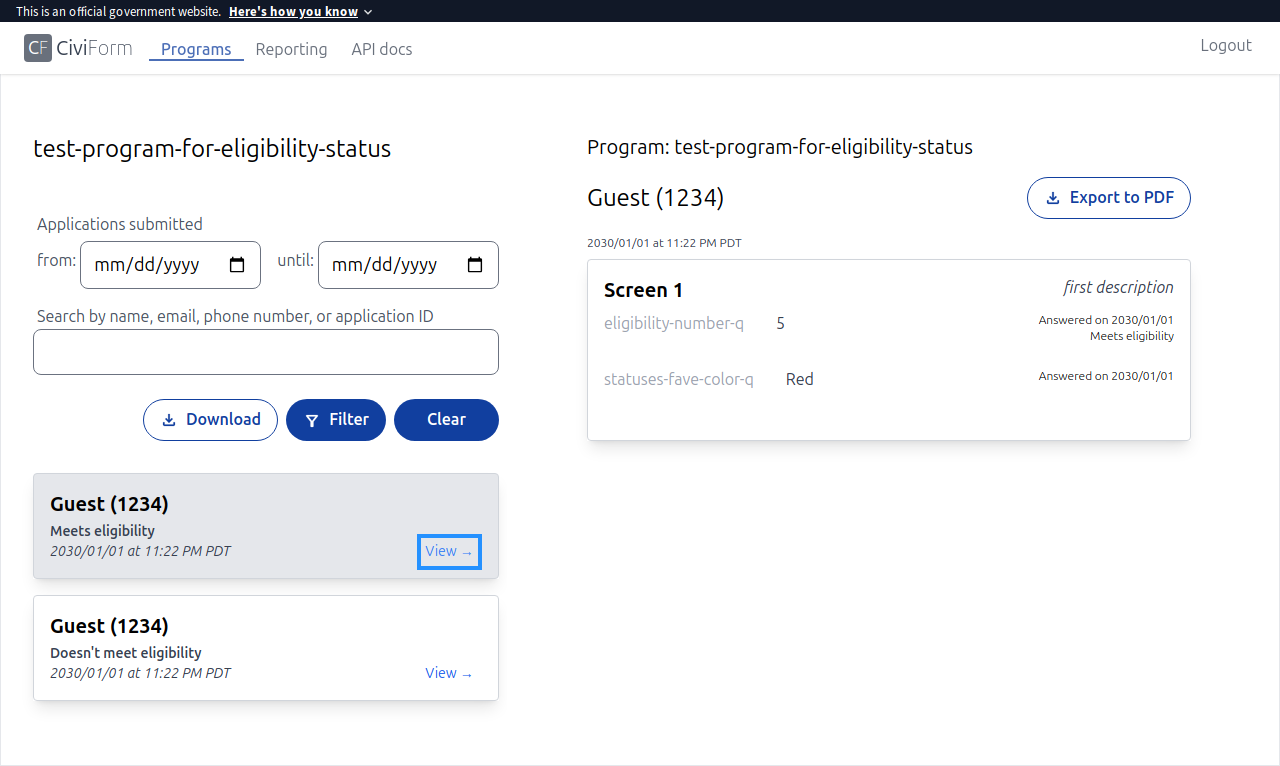 This is an official government website. Here's how you know
CF CiviForm Programs Reporting API docs Logout
test-program-for-eligibility-status
Applications submitted
from: mm/dd/yyyy until: mm/dd/yyyy
Search by name, email, phone number, or application ID
Download Filter Clear
Guest (1234)
Meets eligibility
2030/01/01 at 11:22 PM PDT View →
Guest (1234)
Doesn't meet eligibility
2030/01/01 at 11:22 PM PDT View →
Program: test-program-for-eligibility-status
Guest (1234) Export to PDF
2030/01/01 at 11:22 PM PDT
Screen 1 first description
eligibility-number-q 5 Answered on 2030/01/01
Meets eligibility
statuses-fave-color-q Red Answered on 2030/01/01